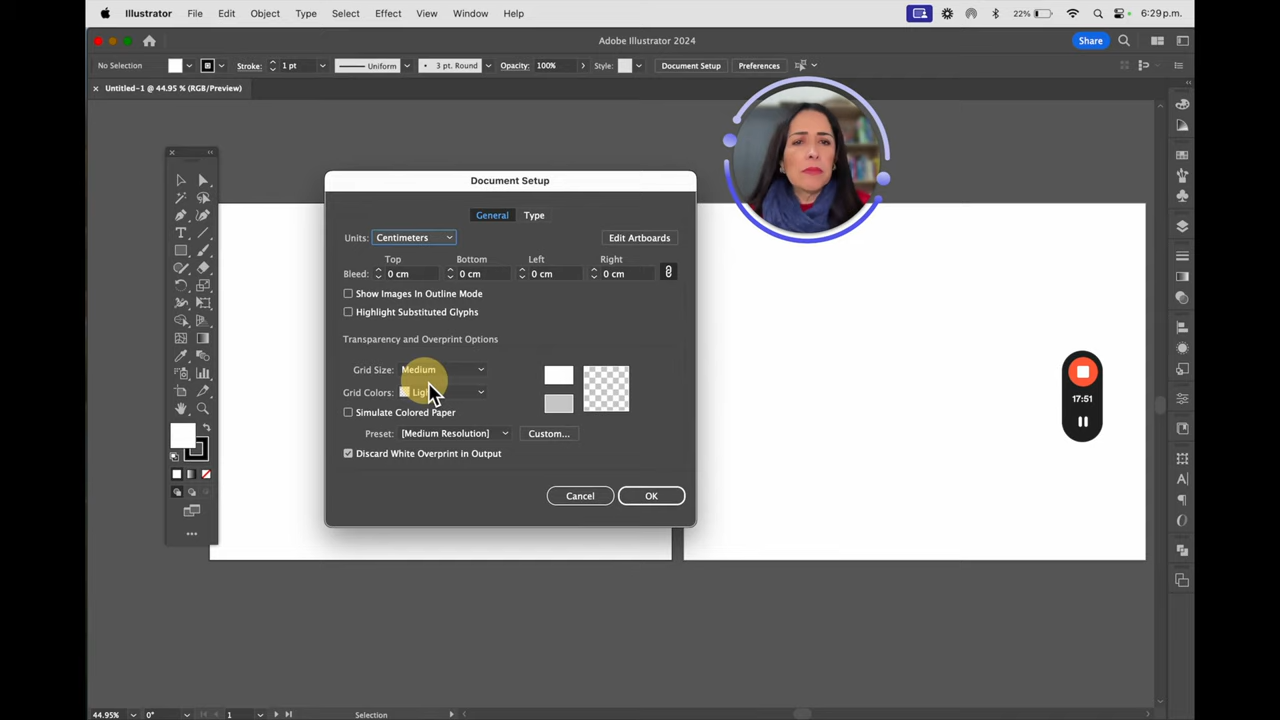 Illustrator File Edit Object Type Select Effect View Window Help 22% 6:29 p.m.
Adobe Illustrator 2024 Share
No Selection Stroke: 1 pt Uniform 3 pt. Round Opacity: 100% Style: Document Setup Preferences
Untitled-1 @ 44.95 % (RGB/Preview)
Document Setup
General Type
Units: Centimeters Edit Artboards
Top Bottom Left Right
Bleed: 0 cm 0 cm 0 cm 0 cm
Show Images In Outline Mode
Highlight Substituted Glyphs
Transparency and Overprint Options
Grid Size: Medium
Grid Colors:
Simulate Colored Paper
Preset: [Medium Resolution] Custom...
Discard White Overprint in Output
Cancel OK
17:51
44.95% 0° 1 Selection